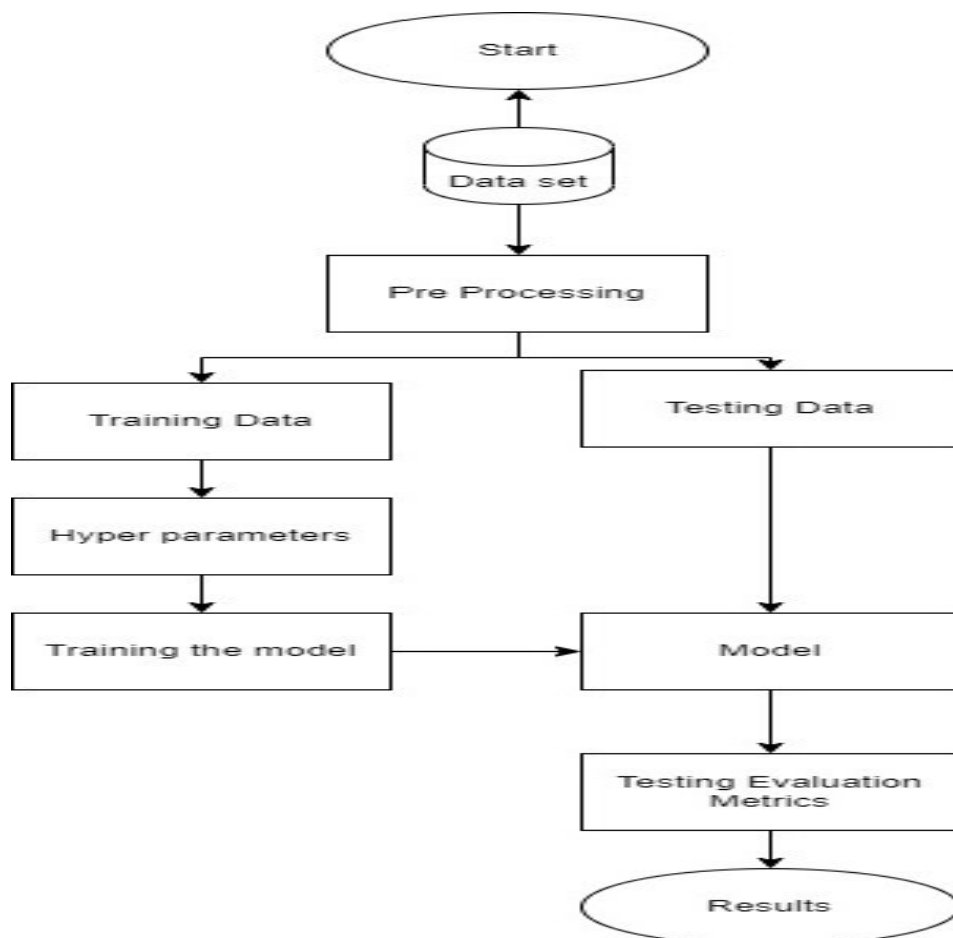 Start
Data set
Pre Processing
Training Data
Testing Data
Hyper parameters
Training the model
Model
Testing Evaluation
Metrics
Results